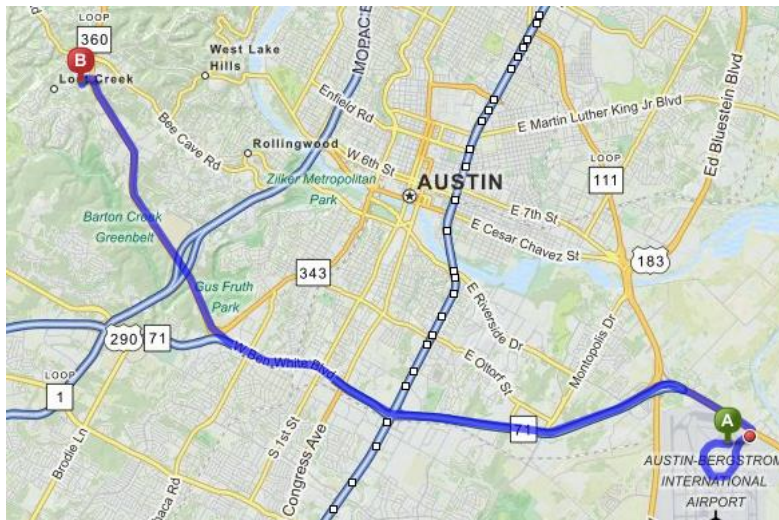 LOOP
360
B
West Lake
Hills
Lost Creek
MOPAC E
Enfield Rd
E Martin Luther King Jr Blvd
Ed Bluestein Blvd
Bee Cave Rd
Rollingwood
W 6th St
LOOP
111
Zilker Metropolitan
Park
AUSTIN
E 7th St
E Cesar Chavez St
Barton Creek
Greenbelt
183
343
Gus Fruth
Park
E Riverside Dr
Montopolis Dr
290
71
W Ben White Blvd
E Oltorf St
LOOP
1
S 1st St
Congress Ave
71
A
Brodie Ln
AUSTIN-BERGSTROM
INTERNATIONAL
AIRPORT